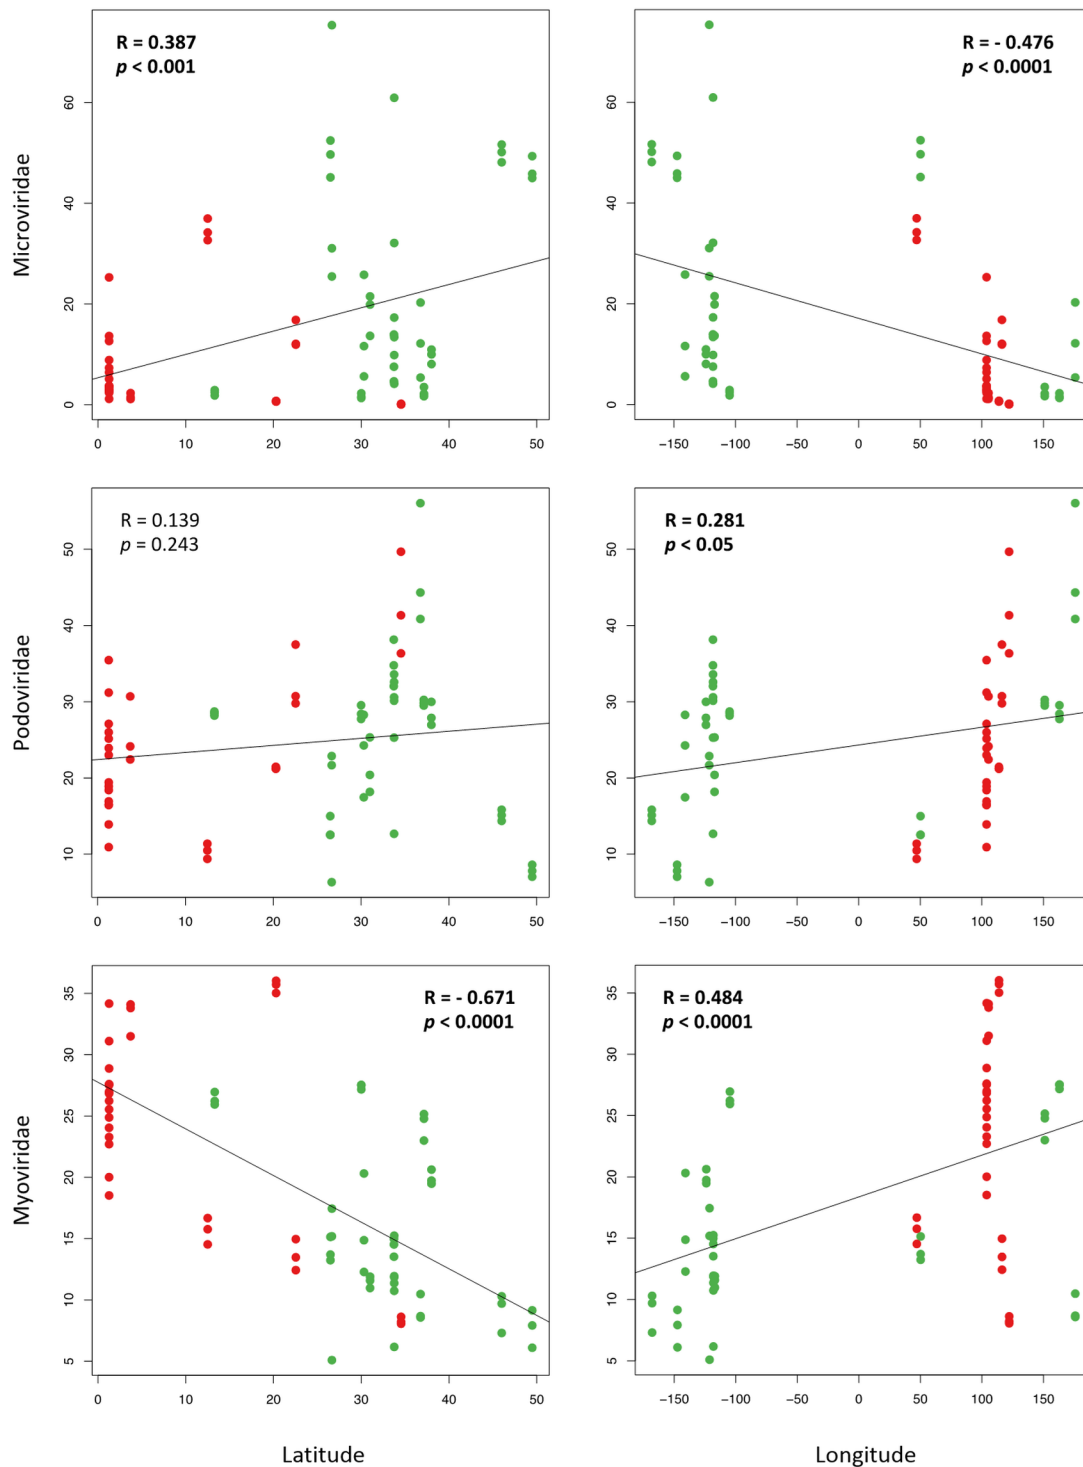 R = 0.387
p < 0.001
0 20 40 60
0 10 20 30 40 50
Microviridae
R = - 0.476
p < 0.0001
0 20 40 60
−150 −100 −50 0 50 100 150
R = 0.139
p = 0.243
10 20 30 40 50
0 10 20 30 40 50
Podoviridae
R = 0.281
p < 0.05
10 20 30 40 50
−150 −100 −50 0 50 100 150
R = - 0.671
p < 0.0001
5 10 15 20 25 30 35
0 10 20 30 40 50
Myoviridae
R = 0.484
p < 0.0001
5 10 15 20 25 30 35
−150 −100 −50 0 50 100 150
Latitude
Longitude